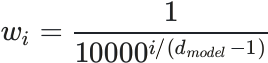 w_i = \frac{1}{10000^{i/(d_{model}-1)}}